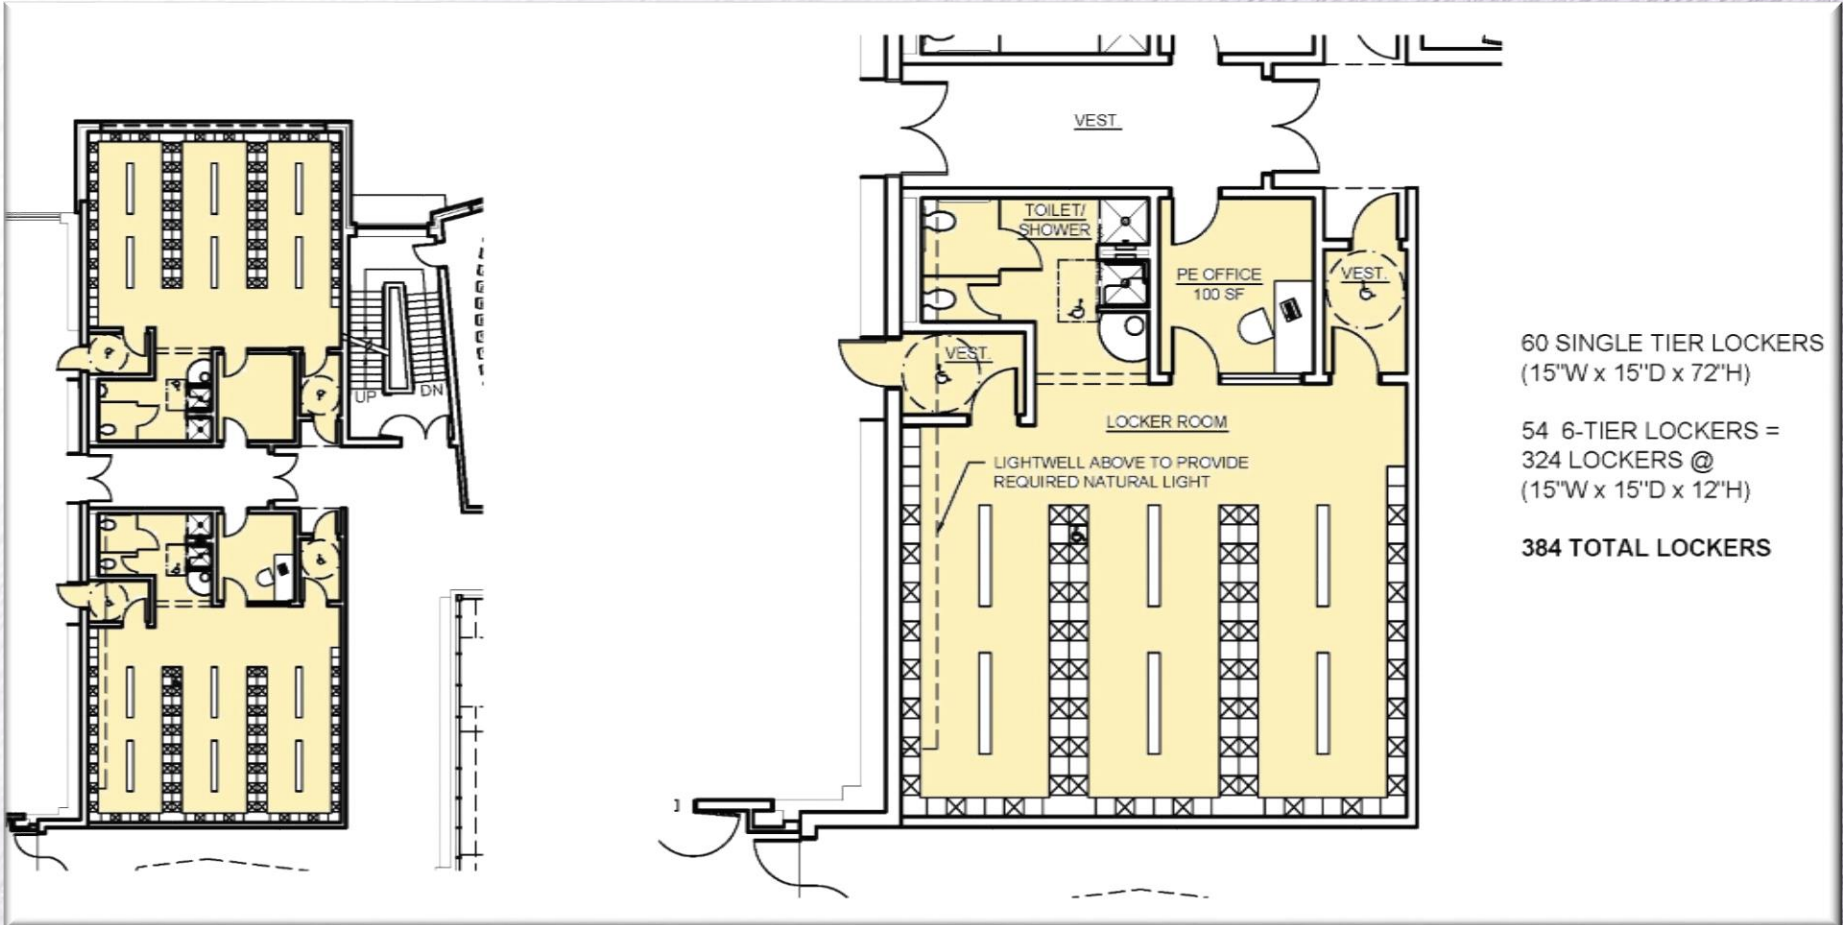 UP
DN
VEST.
TOILET/
SHOWER
PE OFFICE
100 SF
VEST.
VEST.
LOCKER ROOM
LIGHTWELL ABOVE TO PROVIDE
REQUIRED NATURAL LIGHT
60 SINGLE TIER LOCKERS
(15"W x 15"D x 72"H)
54 6-TIER LOCKERS =
324 LOCKERS @
(15"W x 15"D x 12"H)
384 TOTAL LOCKERS